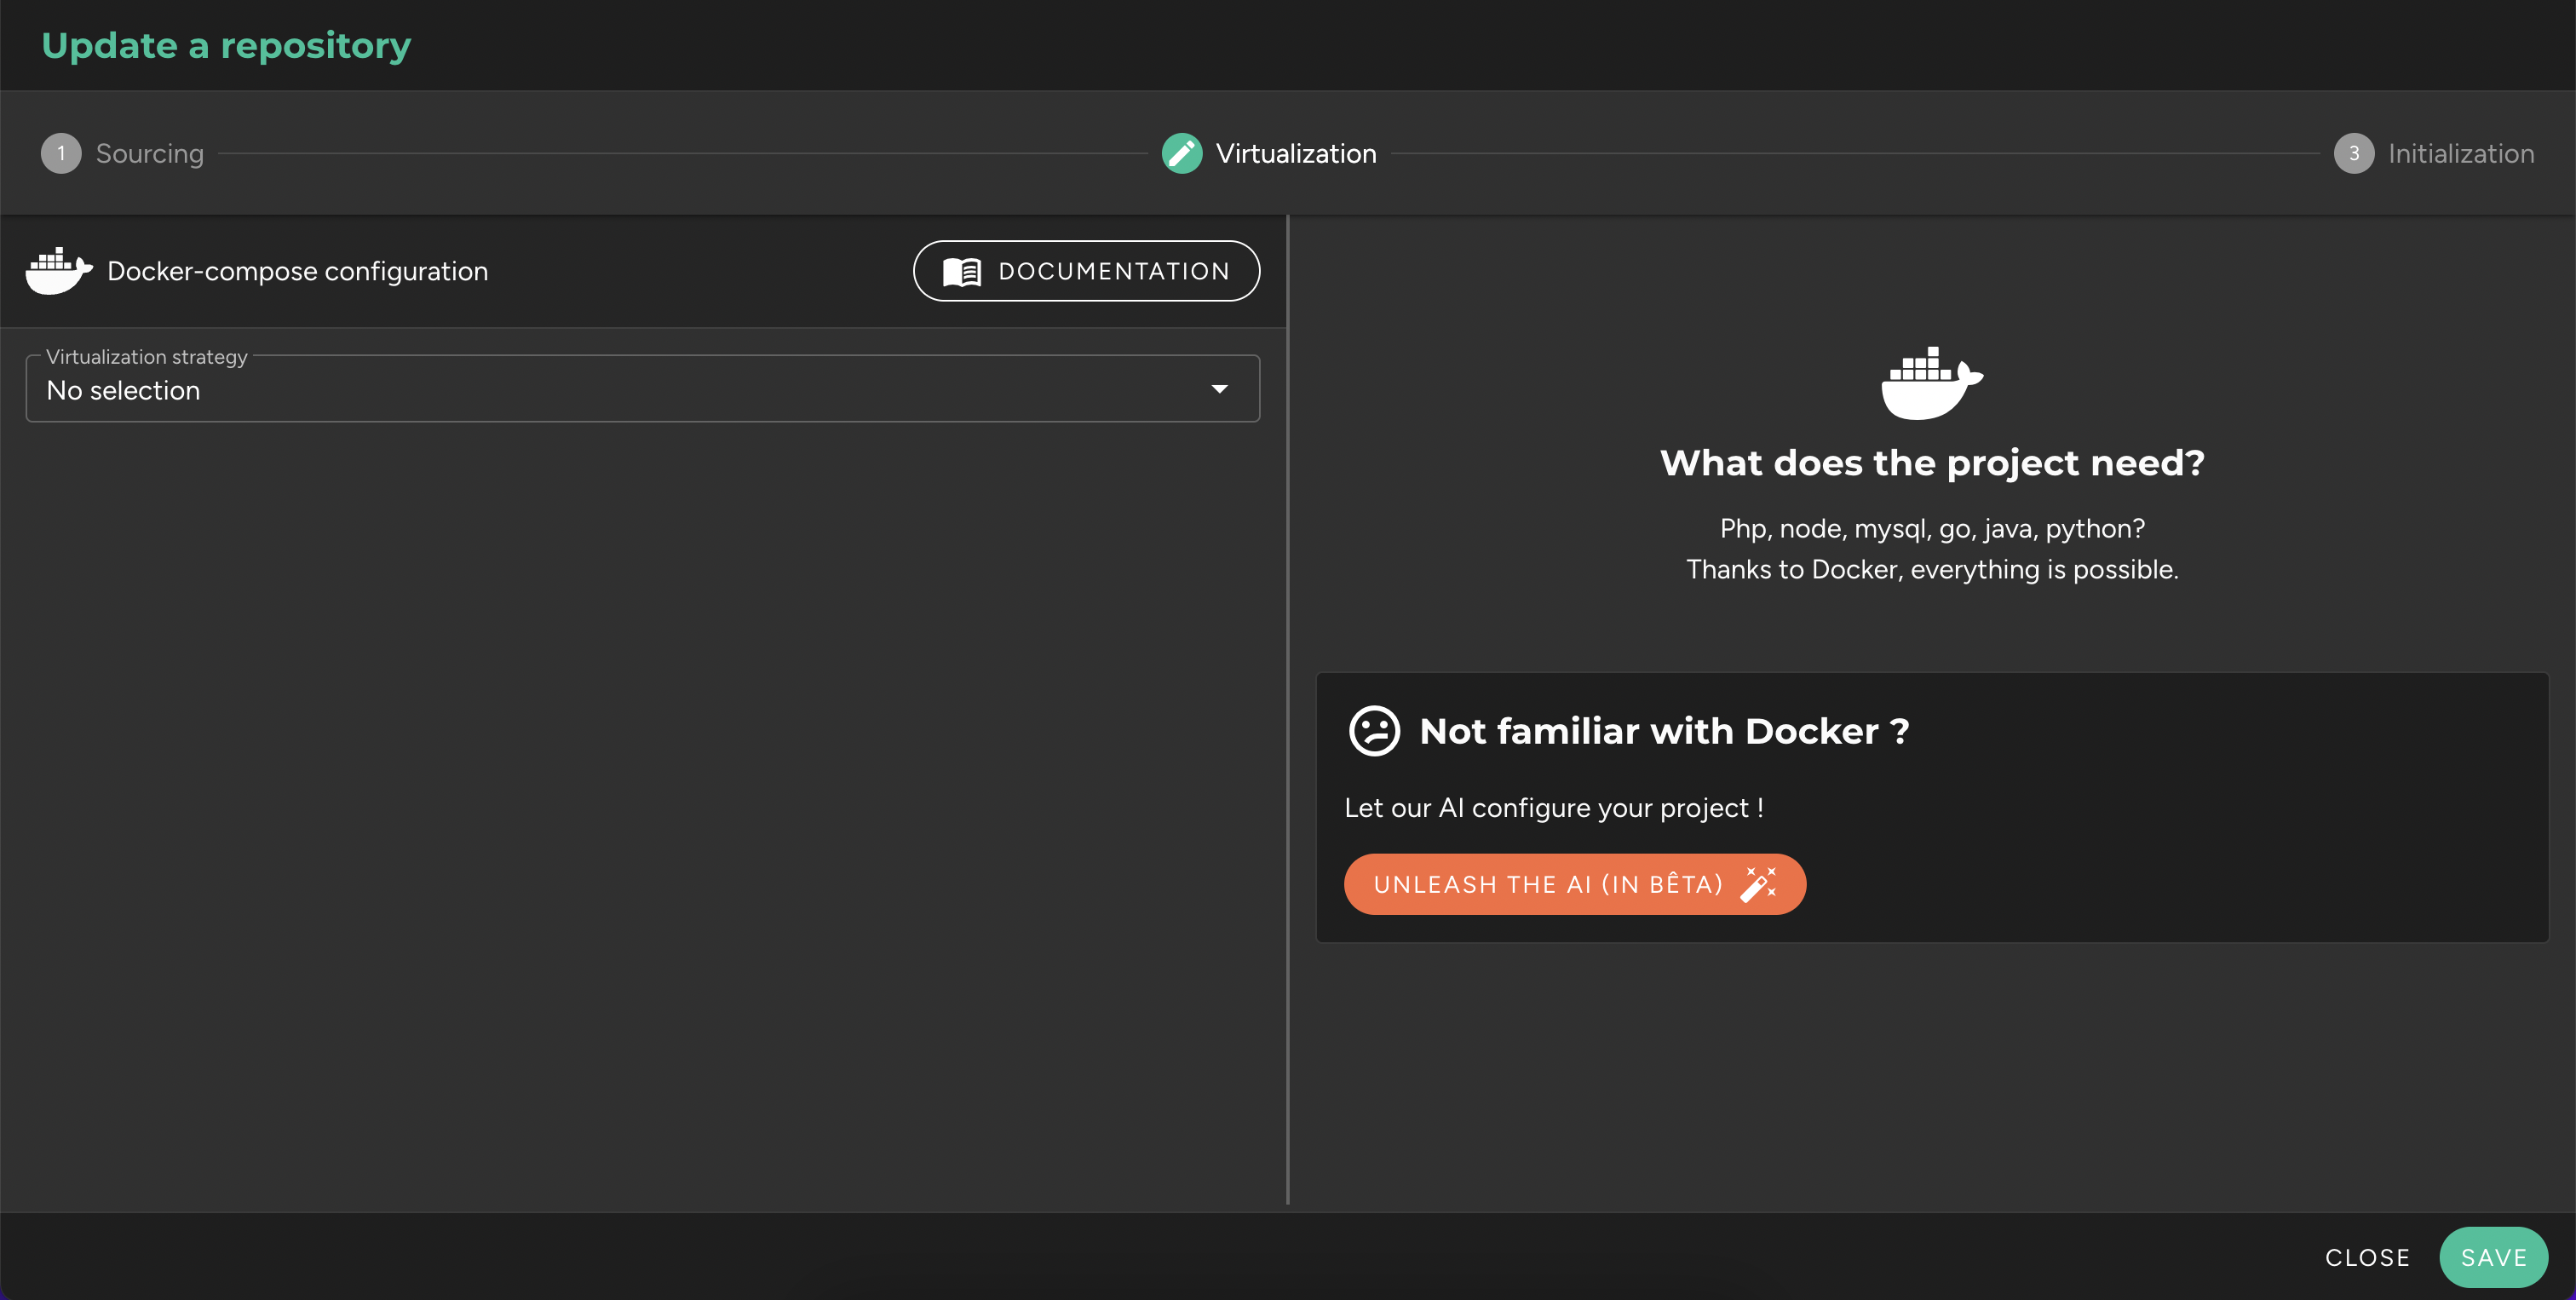 Update a repository
1 Sourcing
Virtualization
3 Initialization
Docker-compose configuration
DOCUMENTATION
Virtualization strategy
No selection
What does the project need?
Php, node, mysql, go, java, python?
Thanks to Docker, everything is possible.
Not familiar with Docker ?
Let our AI configure your project !
UNLEASH THE AI (IN BÊTA)
CLOSE
SAVE